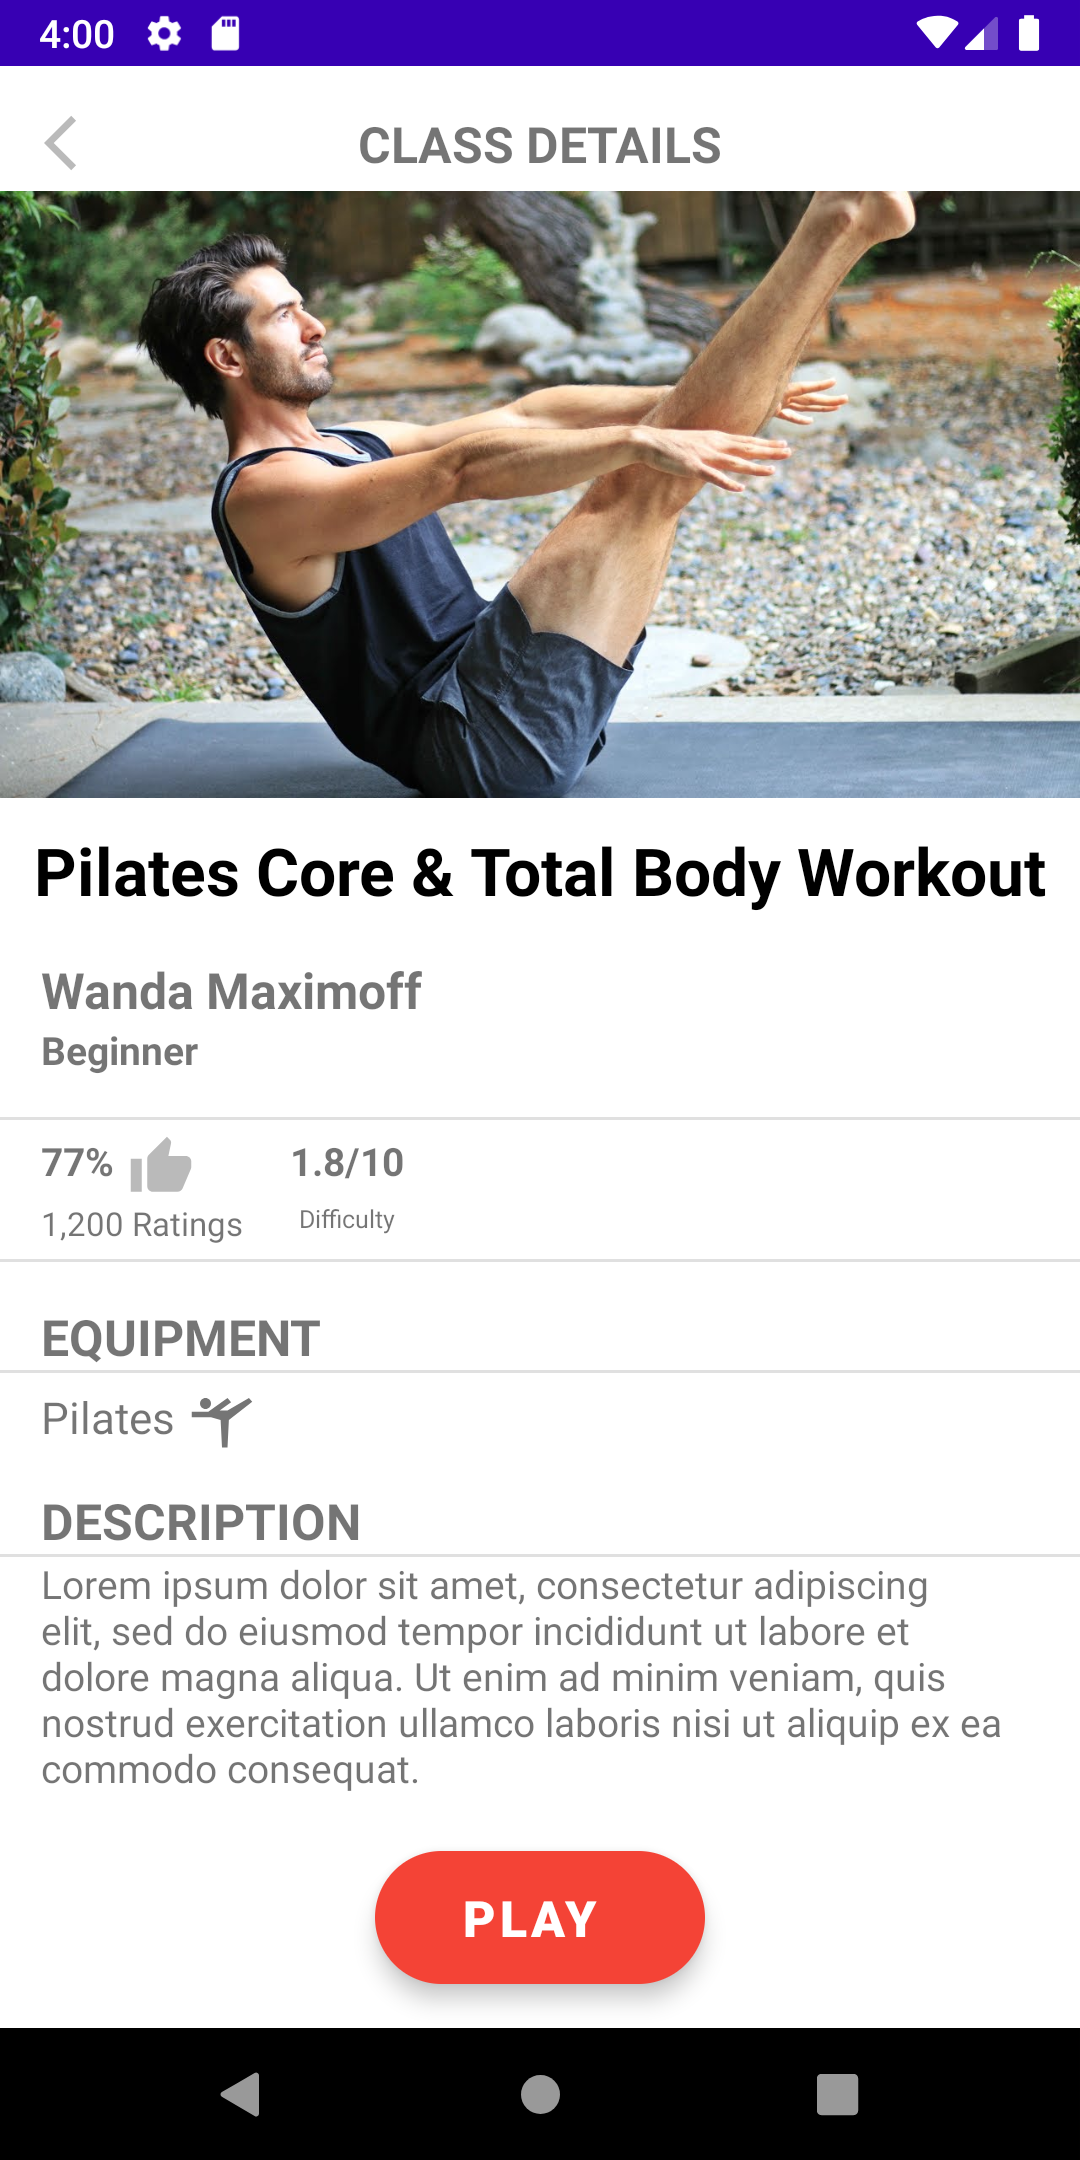 4:00
CLASS DETAILS
Pilates Core & Total Body Workout
Wanda Maximoff
Beginner
77%
1.8/10
1,200 Ratings
Difficulty
EQUIPMENT
Pilates
DESCRIPTION
Lorem ipsum dolor sit amet, consectetur adipiscing
elit, sed do eiusmod tempor incididunt ut labore et
dolore magna aliqua. Ut enim ad minim veniam, quis
nostrud exercitation ullamco laboris nisi ut aliquip ex ea
commodo consequat.
PLAY